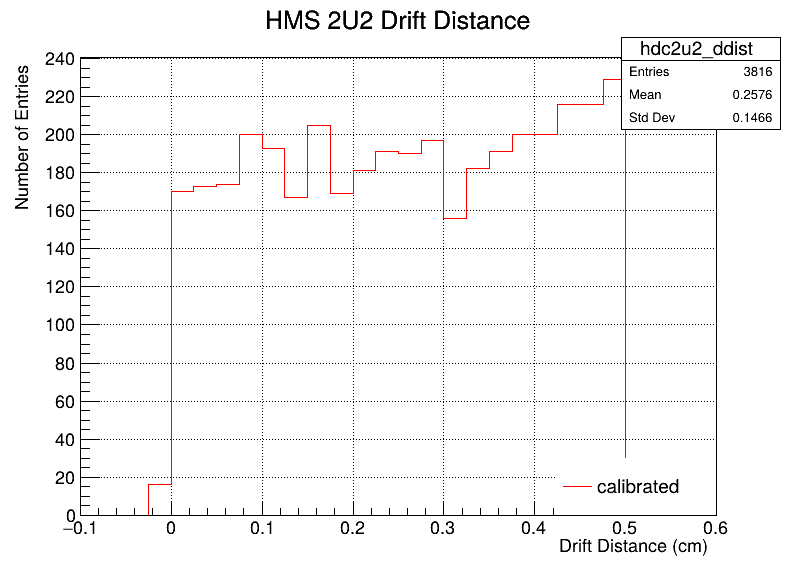 HMS 2U2 Drift Distance
hdc2u2_ddist
Entries 3816
Mean 0.2576
Std Dev 0.1466
Number of Entries
240
220
200
180
160
140
120
100
80
60
40
20
0
−0.1 0 0.1 0.2 0.3 0.4 0.5 0.6
calibrated
Drift Distance (cm)